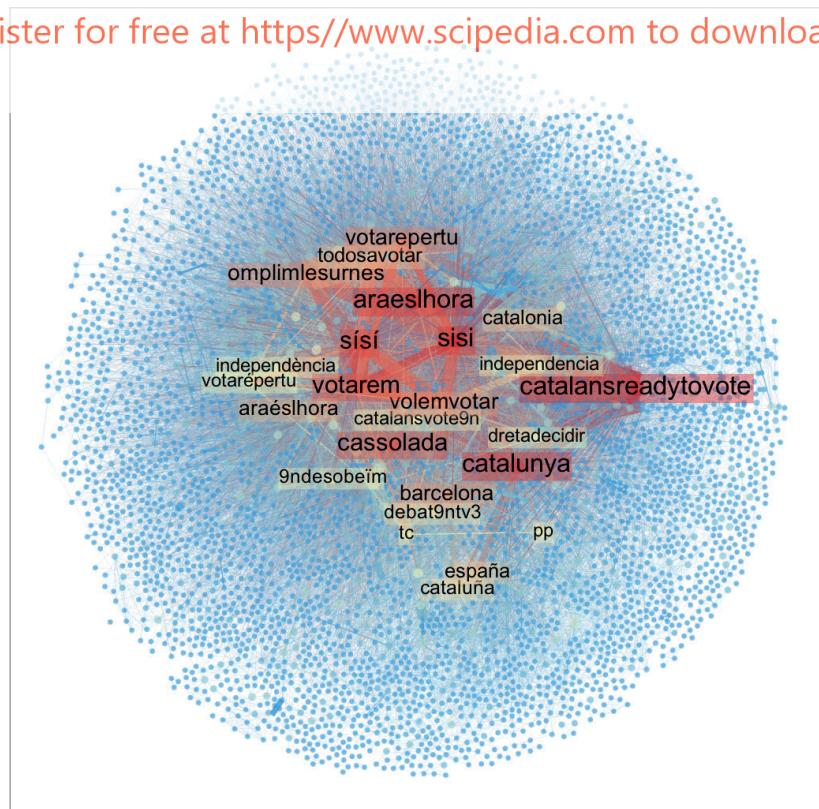 ister for free at https//www.scipedia.com to downloa
votarepertu
todosavotar
omplimlesurnes
araeslhora
catalonia
sísí
sisi
independència
independencia
votarépertu
votarem
catalansreadytovote
volemvotar
araéslhora
catalansvote9n
dretadecidir
cassolada
catalunya
9ndesobeïm
barcelona
debat9ntv3
tc
pp
españa
cataluña